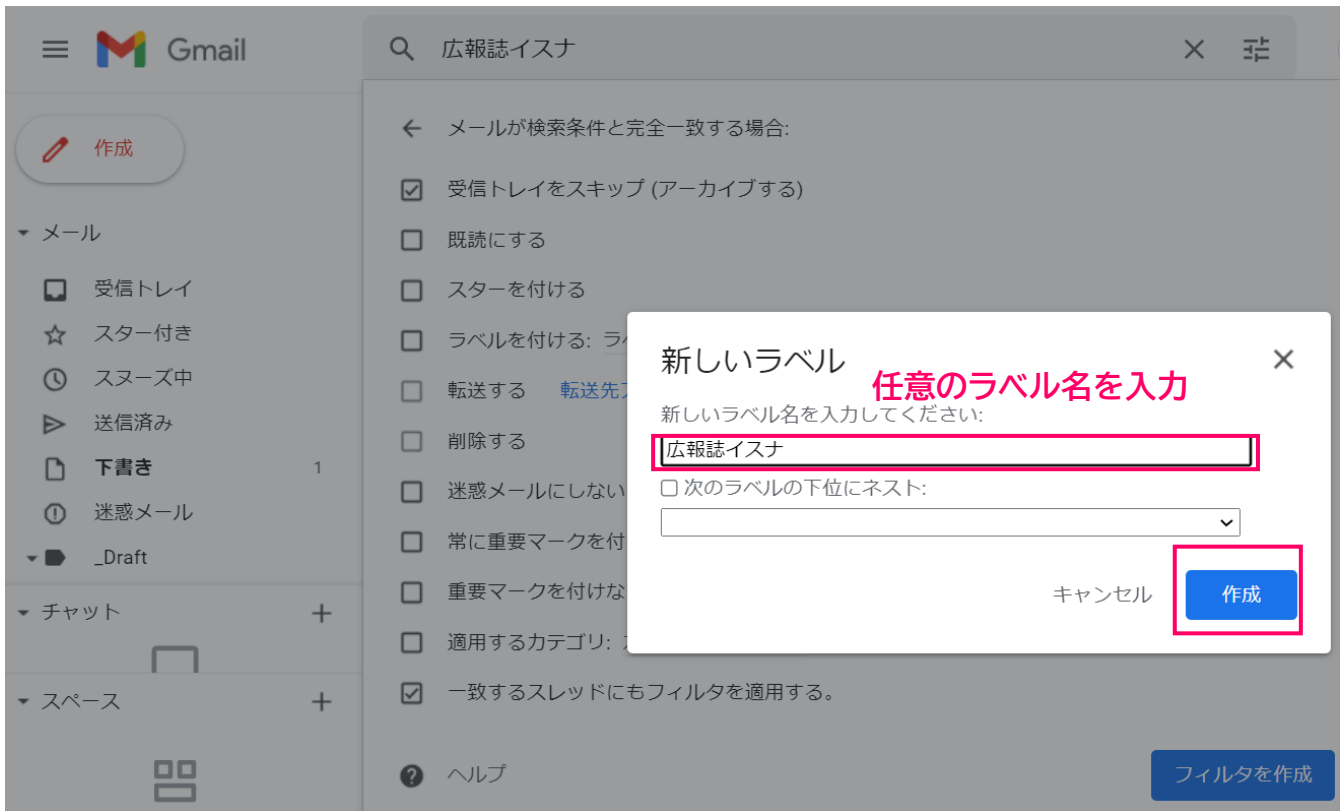 Gmail
広報誌イスナ
作成
メール
受信トレイ
スター付き
スヌーズ中
送信済み
下書き 1
迷惑メール
_Draft
チャット
スペース
メールが検索条件と完全一致する場合:
受信トレイをスキップ (アーカイブする)
既読にする
スターを付ける
ラベルを付ける:
転送する 転送先
削除する
迷惑メールにしない
常に重要マークを付
重要マークを付けな
適用するカテゴリ:
一致するスレッドにもフィルタを適用する。
ヘルプ
フィルタを作成
新しいラベル
任意のラベル名を入力
新しいラベル名を入力してください:
広報誌イスナ
次のラベルの下位にネスト:
キャンセル 作成